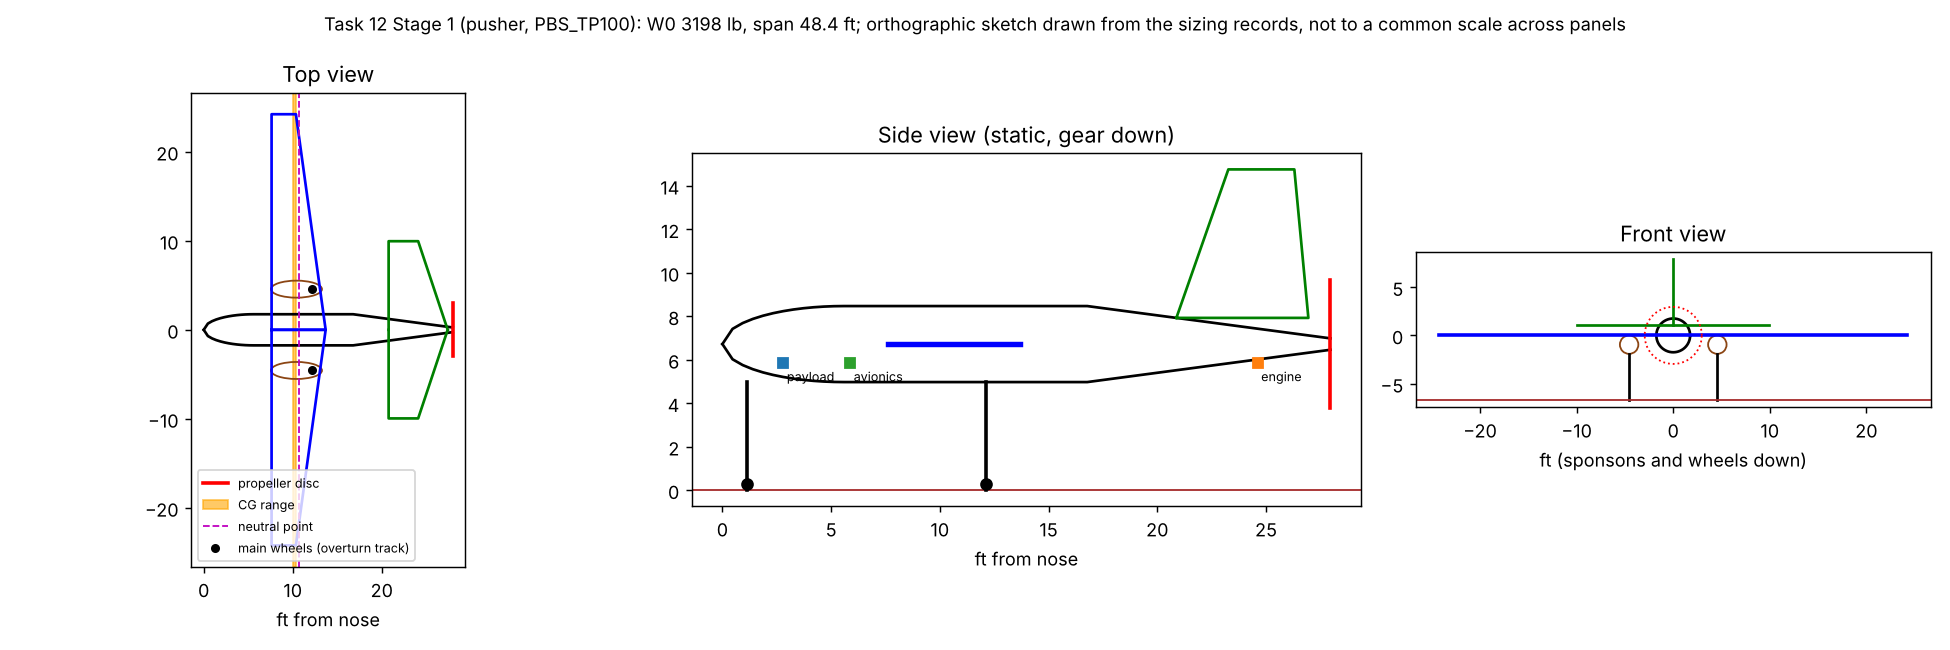 Task 12 Stage 1 (pusher, PBS_TP100): W0 3198 lb, span 48.4 ft; orthographic sketch drawn from the sizing records, not to a common scale across panels
Top view
20
10
0
−10
−20
propeller disc
CG range
neutral point
main wheels (overturn track)
0 10 20
ft from nose
Side view (static, gear down)
14
12
10
8
6
4
2
0
payload avionics engine
0 5 10 15 20 25
ft from nose
Front view
5
0
−5
−20 −10 0 10 20
ft (sponsons and wheels down)